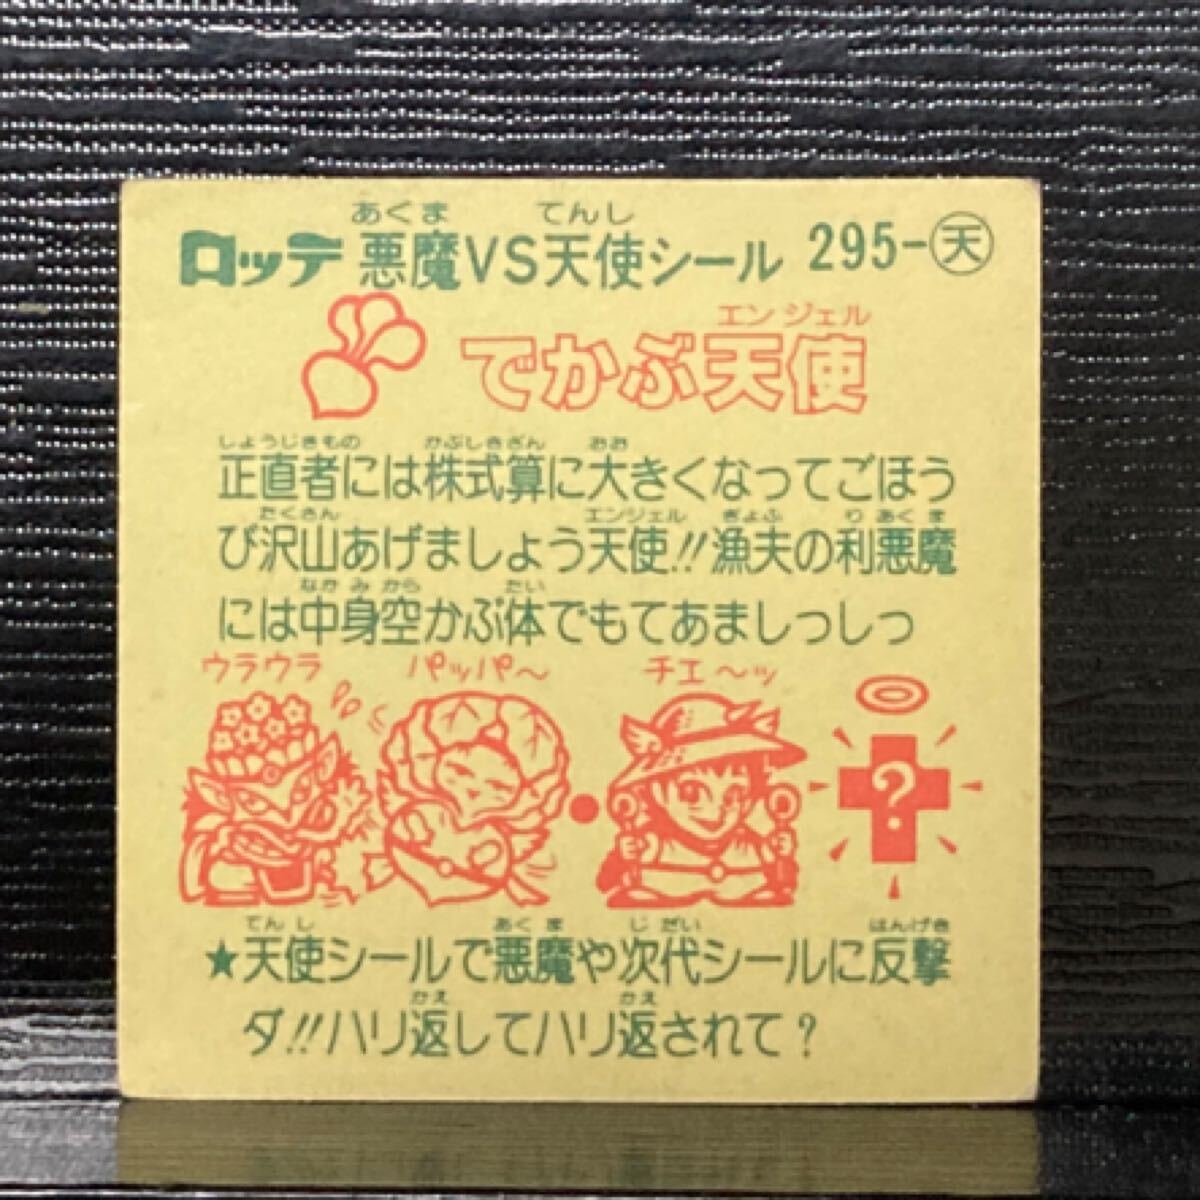 あくま てんし
ロッテ 悪魔VS天使シール 295-天
エンジェル
でかぶ天使
しょうじきもの かぶしきざん おお
正直者には株式算に大きくなってごほう
たくさん エンジェル ぎょふ り あくま
び沢山あげましょう天使!!漁夫の利悪魔
なかみから たい
には中身空かぶ体でもてあましっしっ
ウラウラ パッパ〜 チエ〜ッ
?
てんし あくま じだい はんげき
★天使シールで悪魔や次代シールに反撃
かえ かえ
ダ!!ハリ返してハリ返されて?